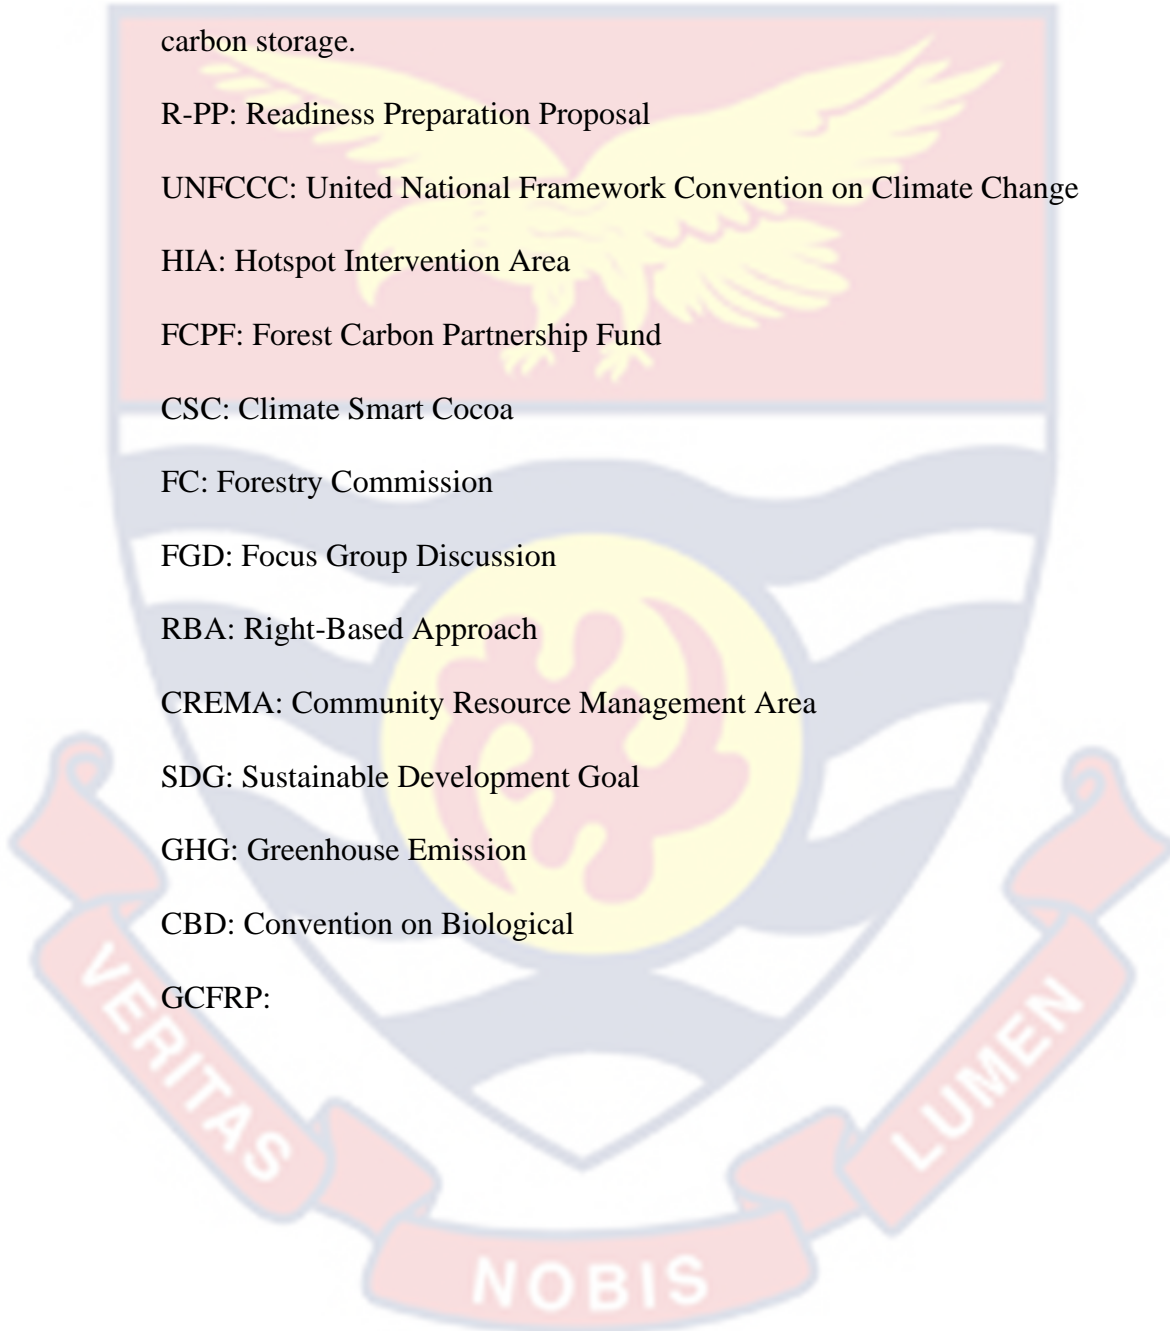 carbon storage.
R-PP: Readiness Preparation Proposal
UNFCCC: United National Framework Convention on Climate Change
HIA: Hotspot Intervention Area
FCPF: Forest Carbon Partnership Fund
CSC: Climate Smart Cocoa
FC: Forestry Commission
FGD: Focus Group Discussion
RBA: Right-Based Approach
CREMA: Community Resource Management Area
SDG: Sustainable Development Goal
GHG: Greenhouse Emission
CBD: Convention on Biological
GCFRP:
VERITAS
NOBIS
LUMEN